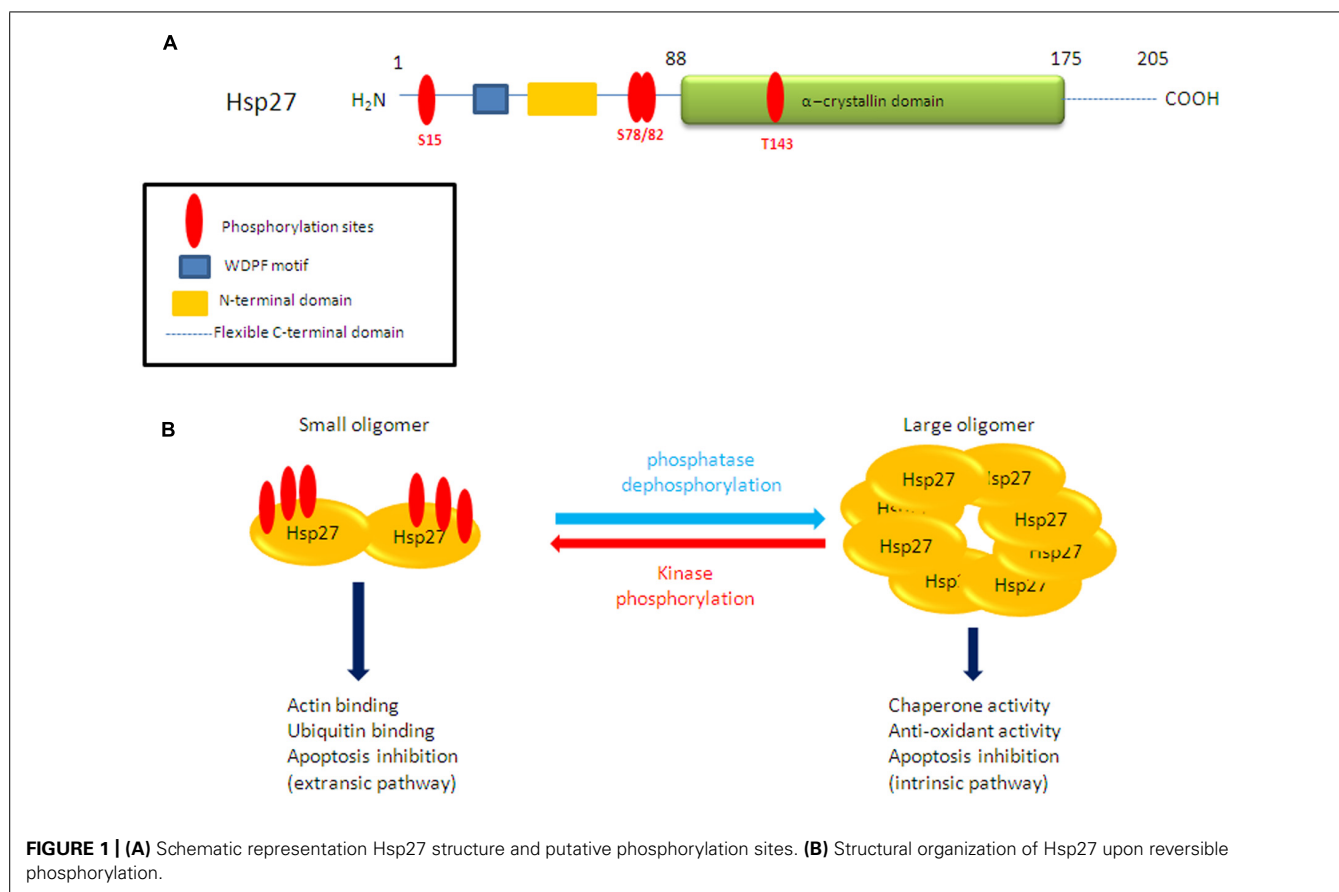 A
1
88
175
205
Hsp27
H₂N
α–crystallin domain
COOH
S15
S78/82
T143
Phosphorylation sites
WDPF motif
N-terminal domain
Flexible C-terminal domain
B
Small oligomer
Large oligomer
phosphatase
dephosphorylation
Kinase
phosphorylation
Hsp27
Hsp27
Hsp27
Hsp27
Hsp27
Hsp27
Hsp27
Actin binding
Ubiquitin binding
Apoptosis inhibition
(extransic pathway)
Chaperone activity
Anti-oxidant activity
Apoptosis inhibition
(intrinsic pathway)
FIGURE 1 | (A) Schematic representation Hsp27 structure and putative phosphorylation sites. (B) Structural organization of Hsp27 upon reversible
phosphorylation.